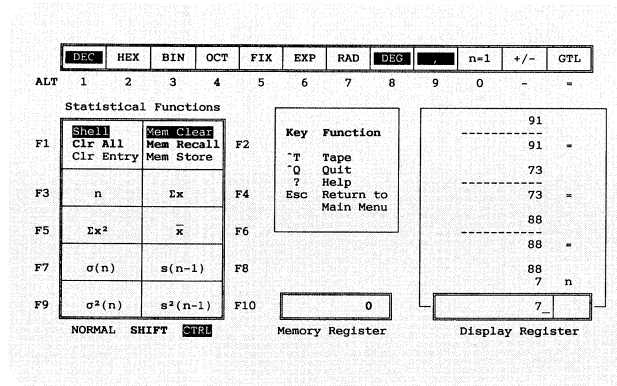 DEC HEX BIN OCT FIX EXP RAD DEG , n=1 +/- GTL
ALT 1 2 3 4 5 6 7 8 9 0 - =
Statistical Functions
F1 Shell Mem Clear F2
Clr All Mem Recall
Clr Entry Mem Store
F3 n Σx F4
F5 Σx² x̄ F6
F7 σ(n) s(n-1) F8
F9 σ²(n) s²(n-1) F10
NORMAL SHIFT CTRL
Key Function
^T Tape
^Q Quit
? Help
Esc Return to
Main Menu
0
Memory Register
91
------------
91 =
73
------------
73 =
88
------------
88 =
88
7 n
7_
Display Register